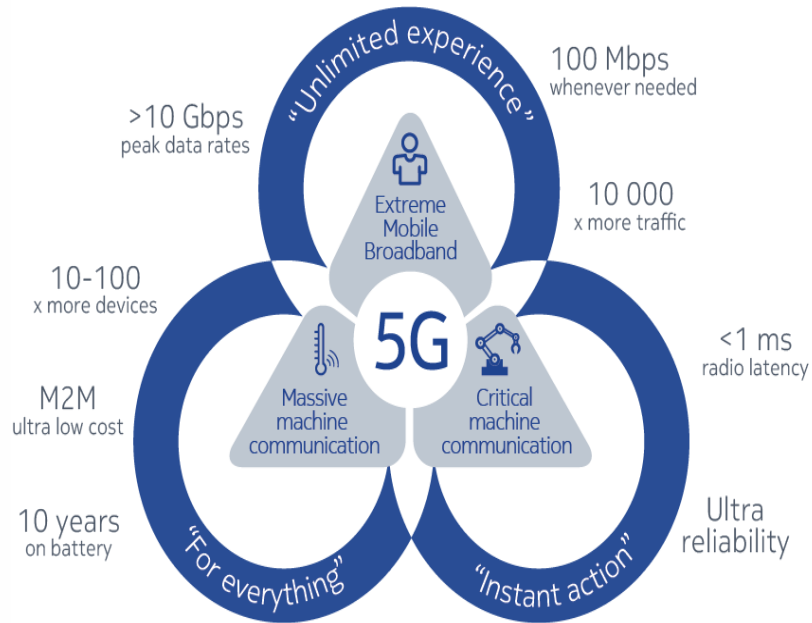 “Unlimited experience”
100 Mbps
whenever needed
>10 Gbps
peak data rates
10 000
x more traffic
Extreme
Mobile
Broadband
10-100
x more devices
5G
<1 ms
radio latency
M2M
ultra low cost
Massive
machine
communication
Critical
machine
communication
10 years
on battery
Ultra
reliability
“For everything”
“Instant action”